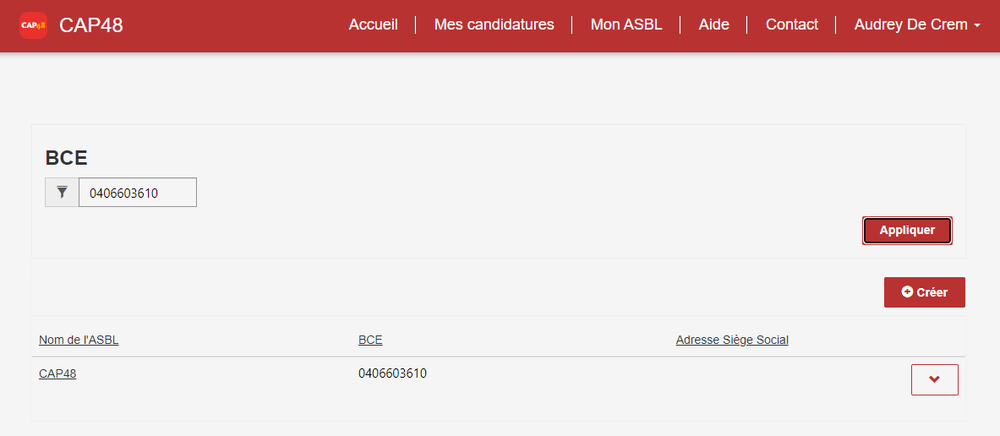 CAP48 CAP48 Accueil Mes candidatures Mon ASBL Aide Contact Audrey De Crem
BCE
0406603610
Appliquer
Créer
Nom de l'ASBL BCE Adresse Siège Social
CAP48 0406603610